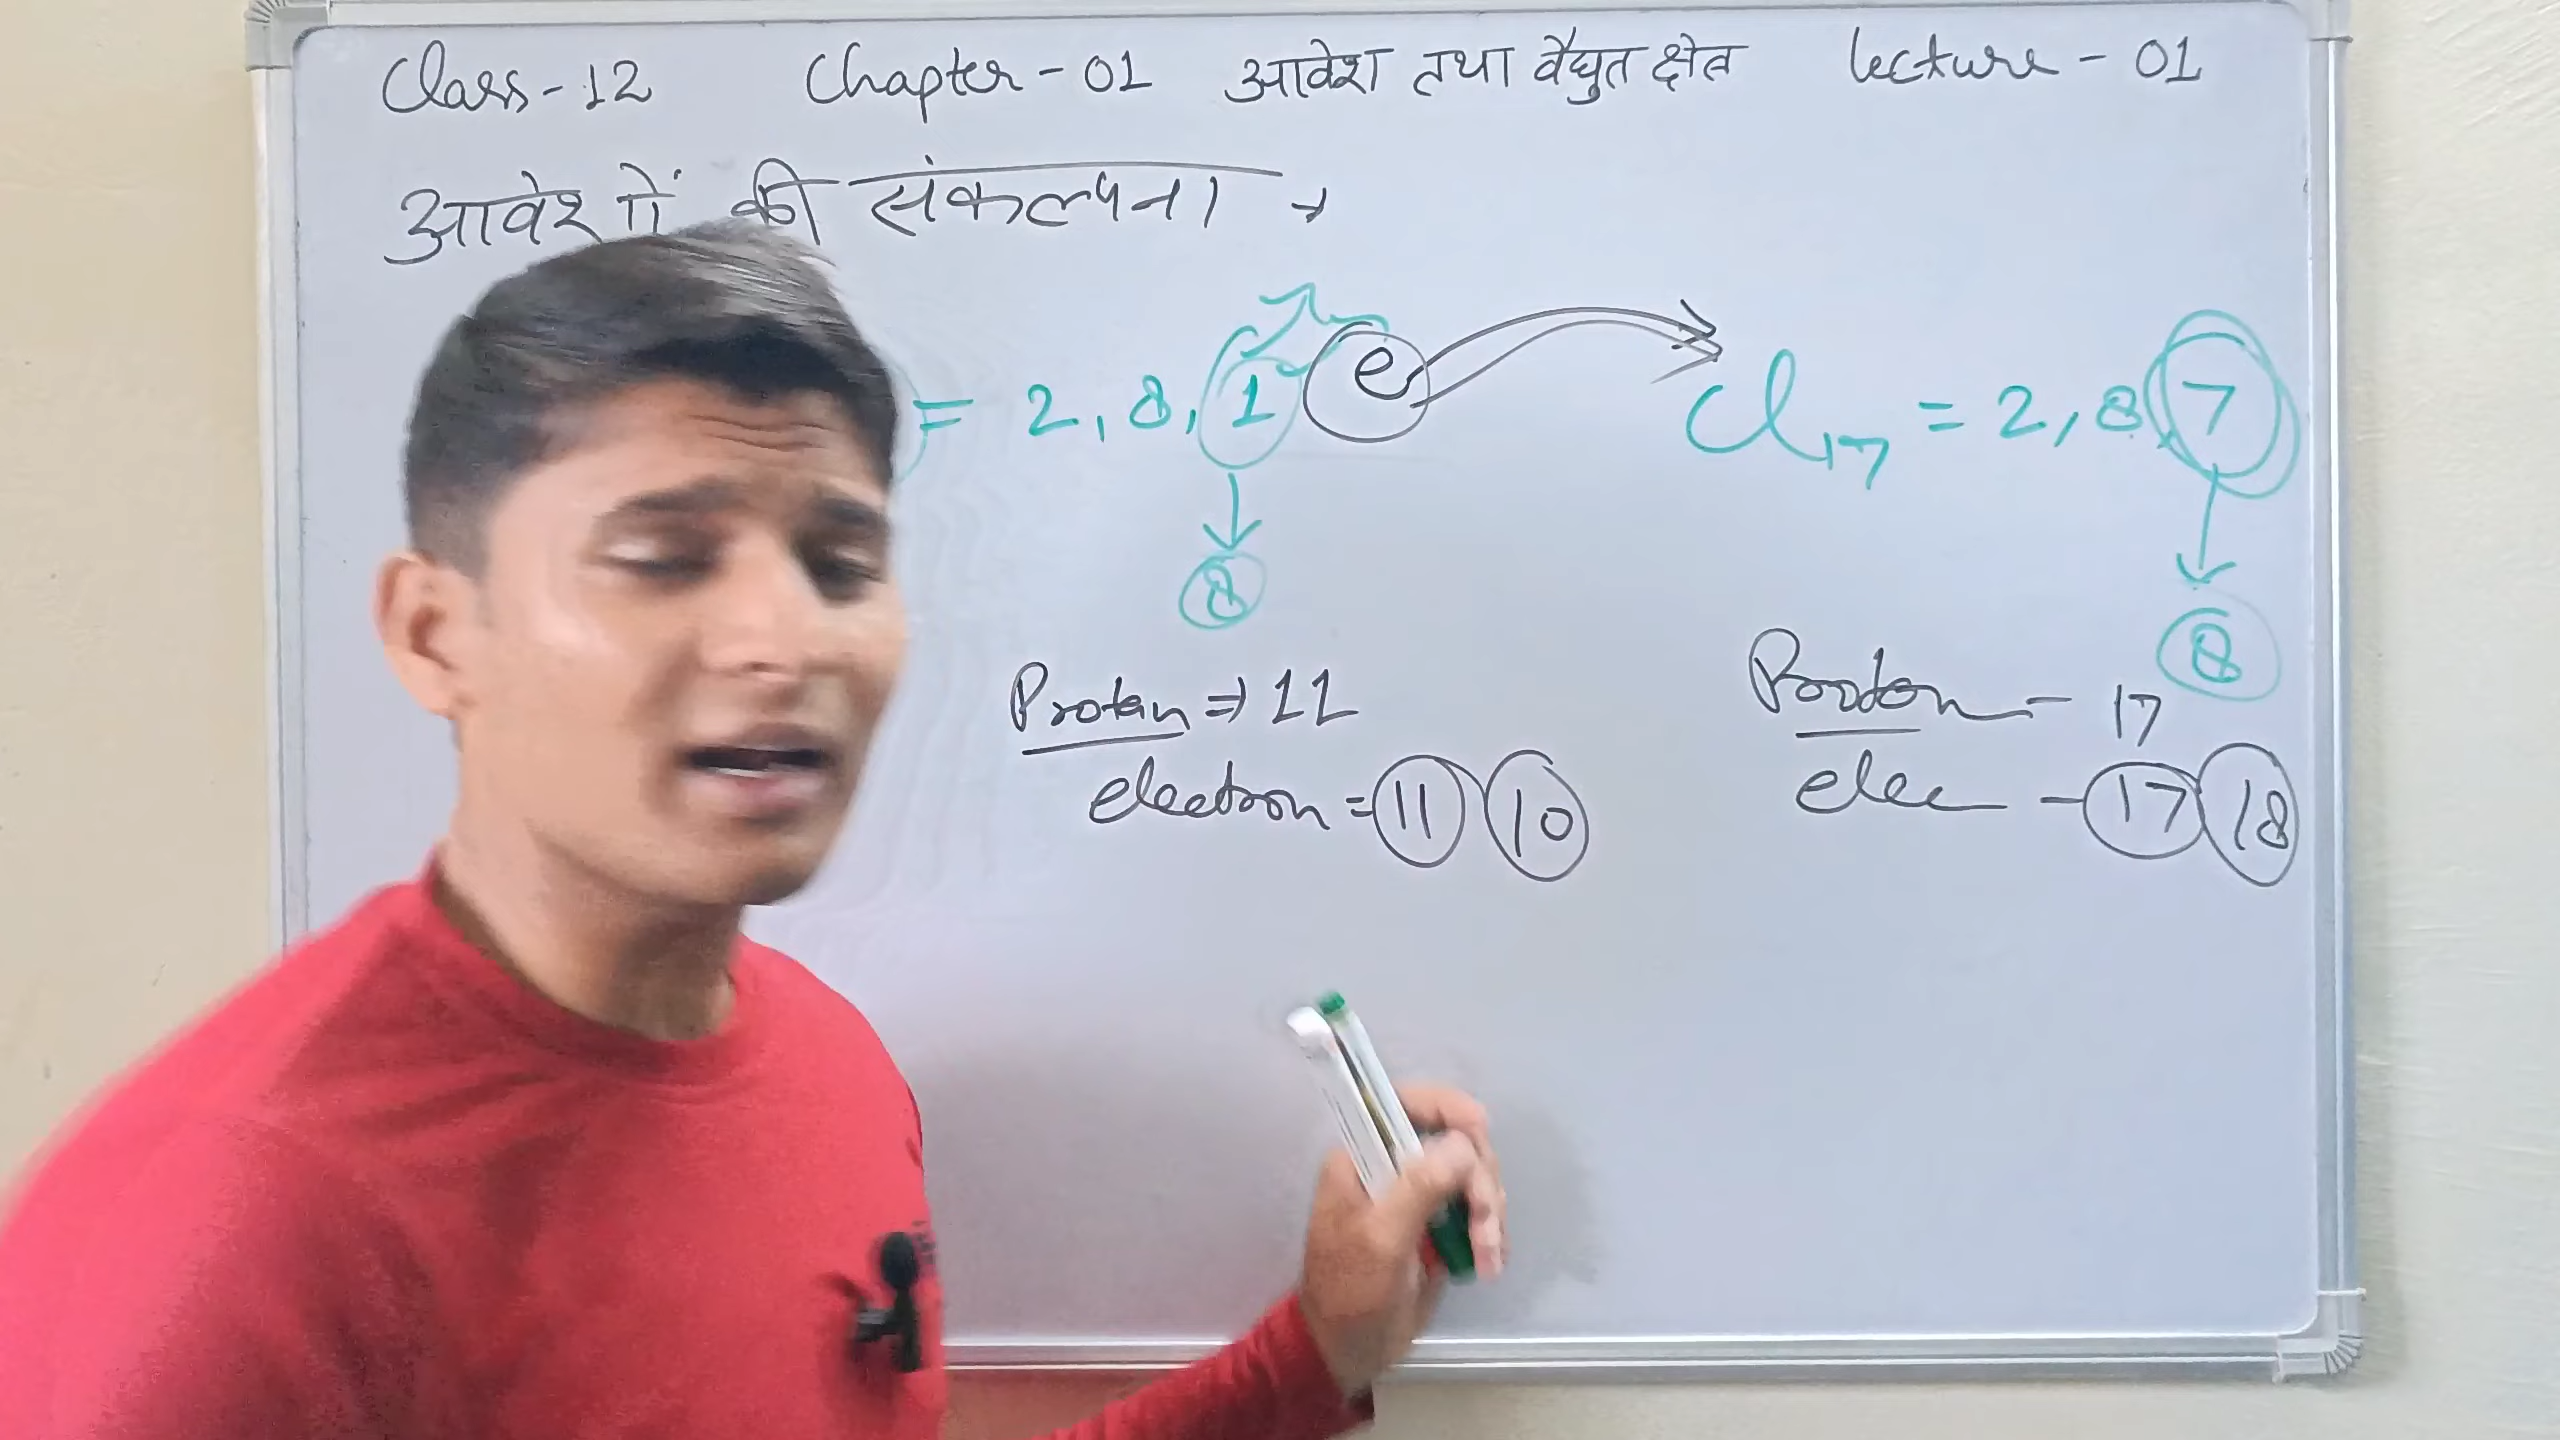 Class-12 Chapter-01 आवेश तथा वैद्युत क्षेत्र lecture-01
आवेशों की संकल्पना →
= 2, 8, 1 e Cl17 = 2, 8, 7
8 8
Proton ⇒ 11 Proton - 17
electron = 11 10 elec - 17 18